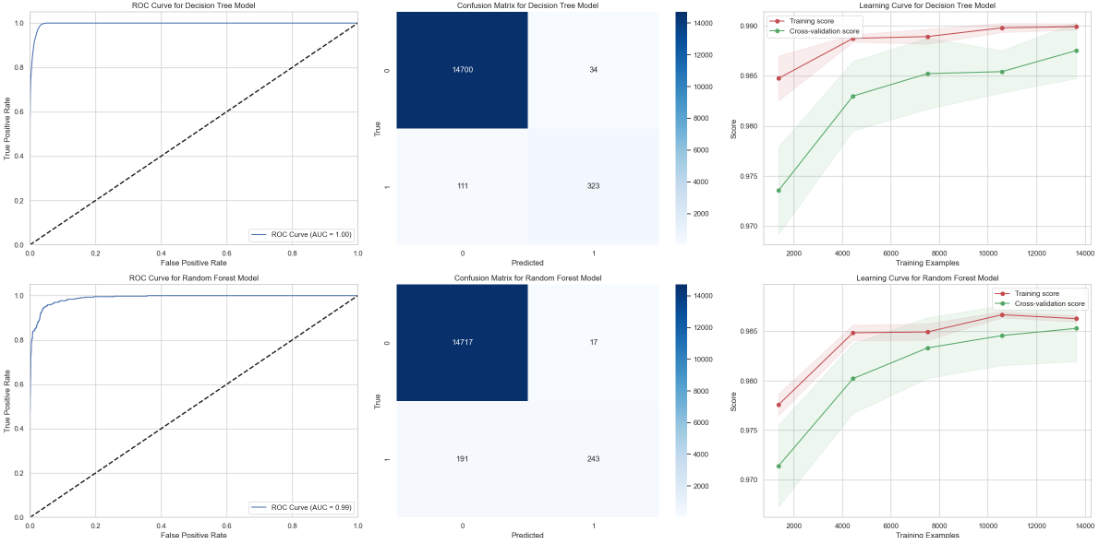 ROC Curve for Decision Tree Model
1.0
0.8
0.6
0.4
0.2
0.0
True Positive Rate
0.0 0.2 0.4 0.6 0.8 1.0
False Positive Rate
ROC Curve (AUC = 1.00)
Confusion Matrix for Decision Tree Model
14700 34
111 323
0
1
True
0 1
Predicted
14000
12000
10000
8000
6000
4000
2000
Learning Curve for Decision Tree Model
Training score
Cross-validation score
0.990
0.985
0.980
0.975
0.970
Score
2000 4000 6000 8000 10000 12000 14000
Training Examples
ROC Curve for Random Forest Model
1.0
0.8
0.6
0.4
0.2
0.0
True Positive Rate
0.0 0.2 0.4 0.6 0.8 1.0
False Positive Rate
ROC Curve (AUC = 0.99)
Confusion Matrix for Random Forest Model
14717 17
191 243
0
1
True
0 1
Predicted
14000
12000
10000
8000
6000
4000
2000
Learning Curve for Random Forest Model
Training score
Cross-validation score
0.985
0.980
0.975
0.970
Score
2000 4000 6000 8000 10000 12000 14000
Training Examples